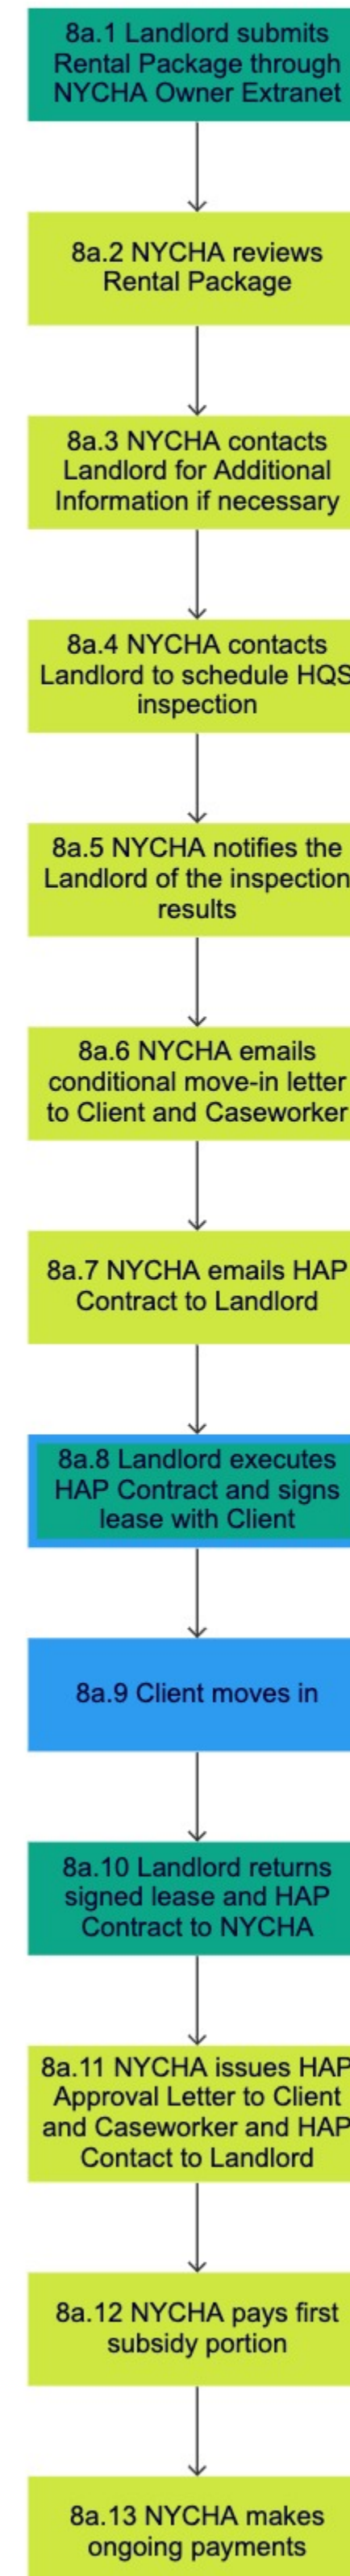 8a.1 Landlord submits
Rental Package through
NYCHA Owner Extranet
8a.2 NYCHA reviews
Rental Package
8a.3 NYCHA contacts
Landlord for Additional
Information if necessary
8a.4 NYCHA contacts
Landlord to schedule HQS
inspection
8a.5 NYCHA notifies the
Landlord of the inspection
results
8a.6 NYCHA emails
conditional move-in letter
to Client and Caseworker
8a.7 NYCHA emails HAP
Contract to Landlord
8a.8 Landlord executes
HAP Contract and signs
lease with Client
8a.9 Client moves in
8a.10 Landlord returns
signed lease and HAP
Contract to NYCHA
8a.11 NYCHA issues HAP
Approval Letter to Client
and Caseworker and HAP
Contact to Landlord
8a.12 NYCHA pays first
subsidy portion
8a.13 NYCHA makes
ongoing payments